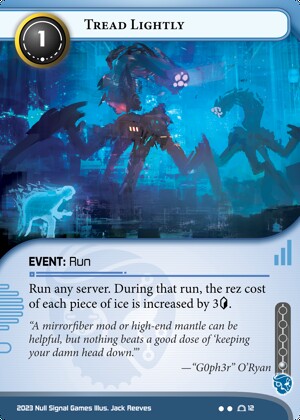 1
TREAD LIGHTLY
EVENT: Run
Run any server. During that run, the rez cost
of each piece of ice is increased by 3.
“A mirrorfiber mod or high-end mantle can be
helpful, but nothing beats a good dose of ‘keeping
your damn head down.’”
—“G0ph3r” O’Ryan
2023 Null Signal Games Illus. Jack Reeves
12